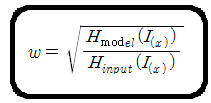 w = √(H_model(I_(x)) / H_input(I_(x)))